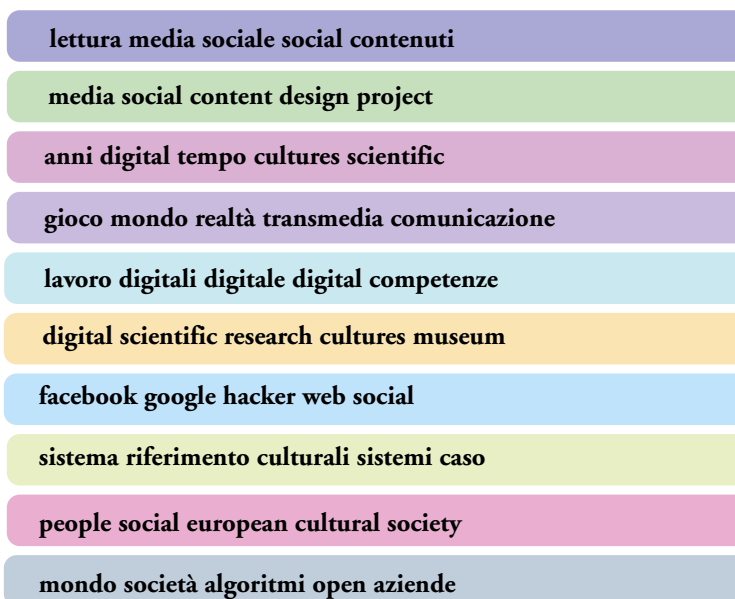 lettura media sociale social contenuti
media social content design project
anni digital tempo cultures scientific
gioco mondo realtà transmedia comunicazione
lavoro digitali digitale digital competenze
digital scientific research cultures museum
facebook google hacker web social
sistema riferimento culturali sistemi caso
people social european cultural society
mondo società algoritmi open aziende